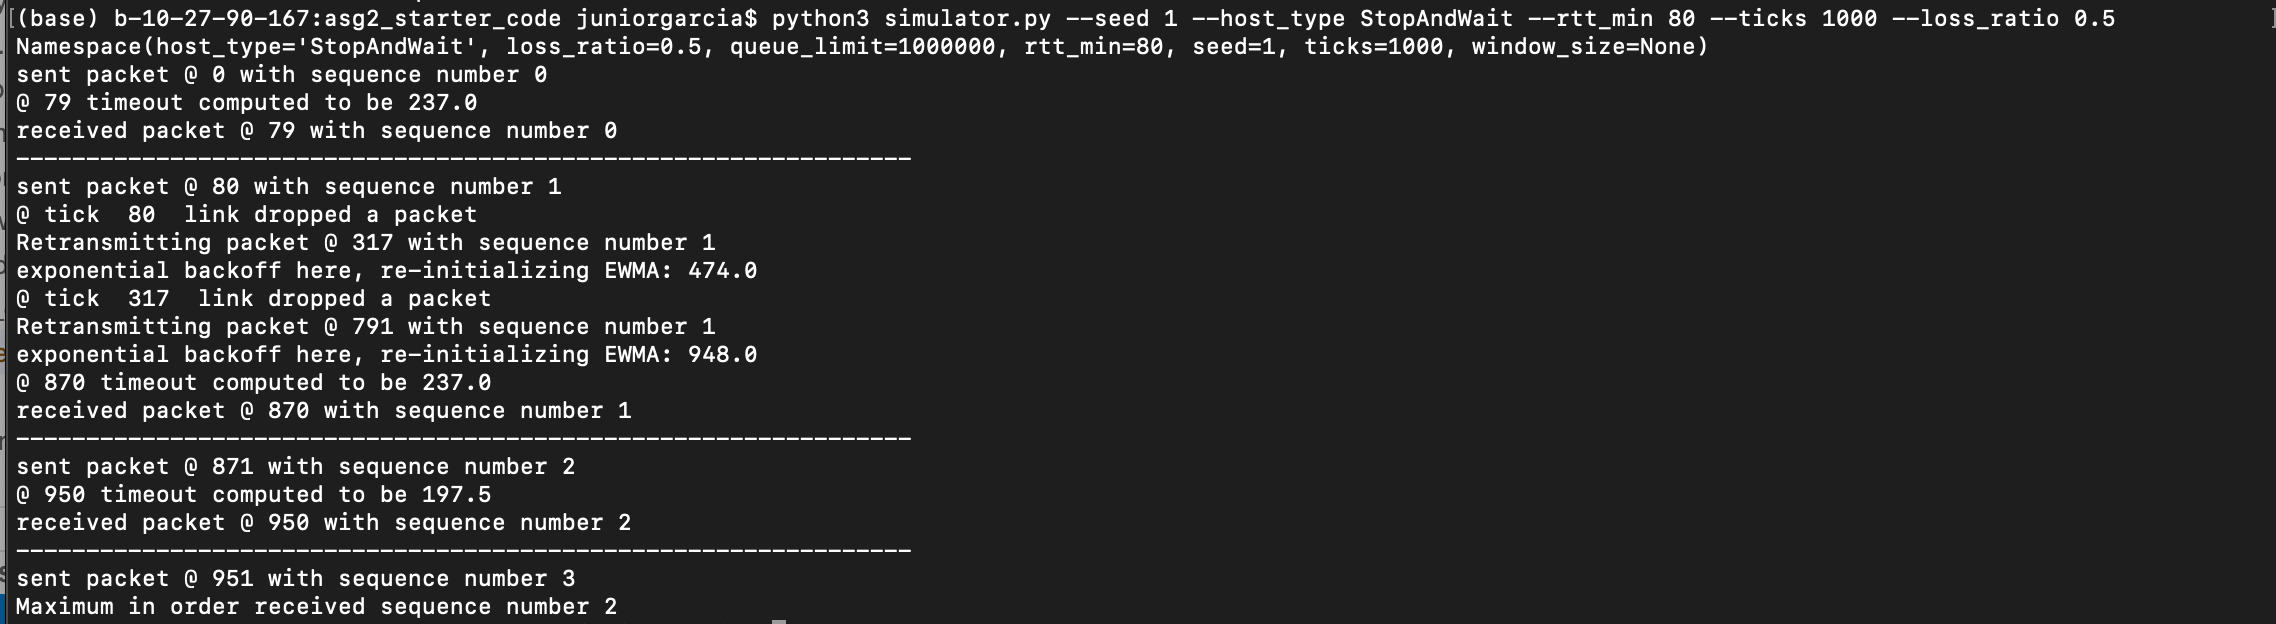 (base) b-10-27-90-167:asg2_starter_code juniorgarcia$ python3 simulator.py --seed 1 --host_type StopAndWait --rtt_min 80 --ticks 1000 --loss_ratio 0.5
Namespace(host_type='StopAndWait', loss_ratio=0.5, queue_limit=1000000, rtt_min=80, seed=1, ticks=1000, window_size=None)
sent packet @ 0 with sequence number 0
@ 79 timeout computed to be 237.0
received packet @ 79 with sequence number 0
----------------------------------------------------------------
sent packet @ 80 with sequence number 1
@ tick  80  link dropped a packet
Retransmitting packet @ 317 with sequence number 1
exponential backoff here, re-initializing EWMA: 474.0
@ tick  317  link dropped a packet
Retransmitting packet @ 791 with sequence number 1
exponential backoff here, re-initializing EWMA: 948.0
@ 870 timeout computed to be 237.0
received packet @ 870 with sequence number 1
----------------------------------------------------------------
sent packet @ 871 with sequence number 2
@ 950 timeout computed to be 197.5
received packet @ 950 with sequence number 2
----------------------------------------------------------------
sent packet @ 951 with sequence number 3
Maximum in order received sequence number 2